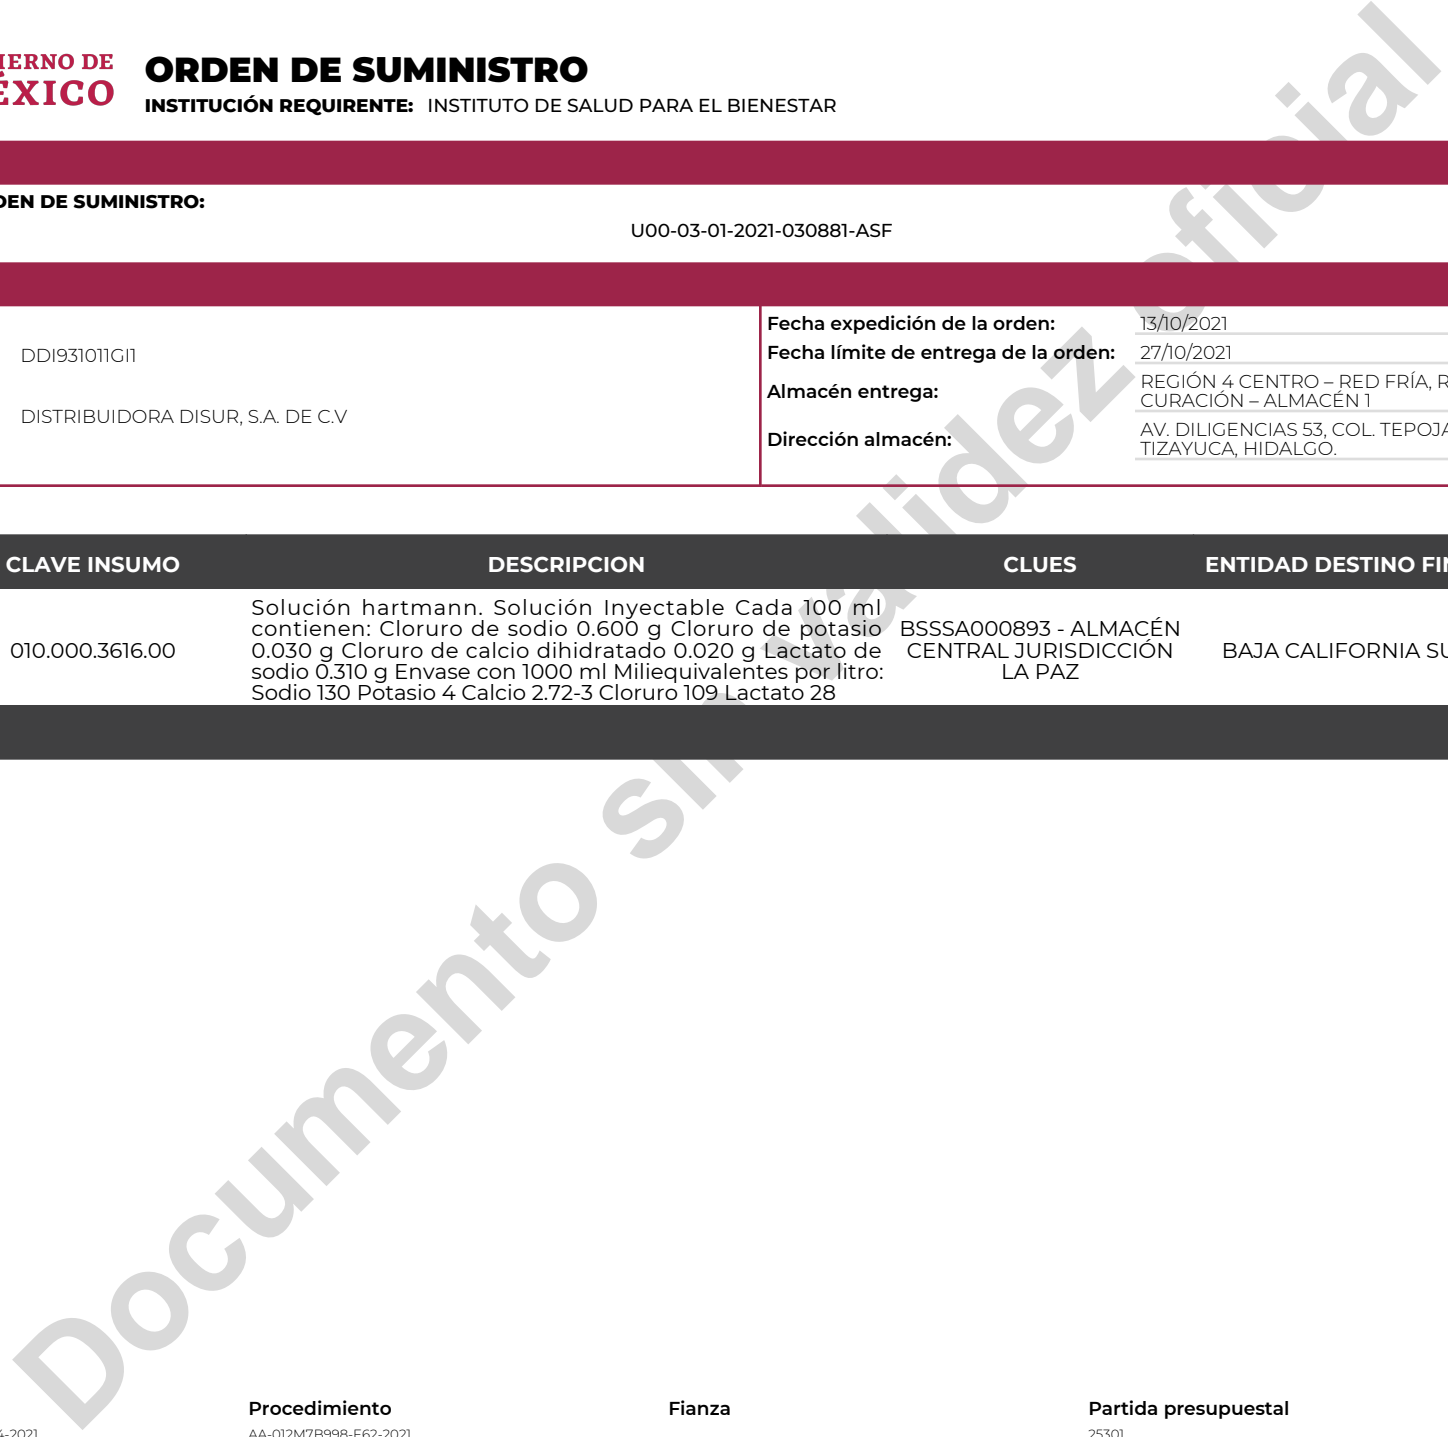 ORDEN DE SUMINISTRO
INSTITUCIÓN REQUIRENTE: INSTITUTO DE SALUD PARA EL BIENESTAR
DE SUMINISTRO:
U00-03-01-2021-030881-ASF
DDI931011GI1
DISTRIBUIDORA DISUR, S.A. DE C.V
Fecha expedición de la orden: 13/10/2021
Fecha límite de entrega de la orden: 27/10/2021
Almacén entrega: REGIÓN 4 CENTRO – RED FRÍA,
CURACIÓN – ALMACÉN 1
Dirección almacén: AV. DILIGENCIAS 53, COL.
TIZAYUCA, HIDALGO.
CLAVE INSUMO DESCRIPCION CLUES ENTIDAD DESTINO
010.000.3616.00
Solución hartmann. Solución Inyectable Cada 100 ml
contienen: Cloruro de sodio 0.600 g Cloruro de potasio
0.030 g Cloruro de calcio dihidratado 0.020 g Lactato de
sodio 0.310 g Envase con 1000 ml Miliequivalentes por litro:
Sodio 130 Potasio 4 Calcio 2.72-3 Cloruro 109 Lactato 28
BSSSA000893 - ALMACÉN
CENTRAL JURISDICCIÓN
LA PAZ
BAJA CALIFORNIA
Documento sin validez oficial
Procedimiento Fianza Partida presupuestal
AA-012M7B998-E62-2021 25301
DE